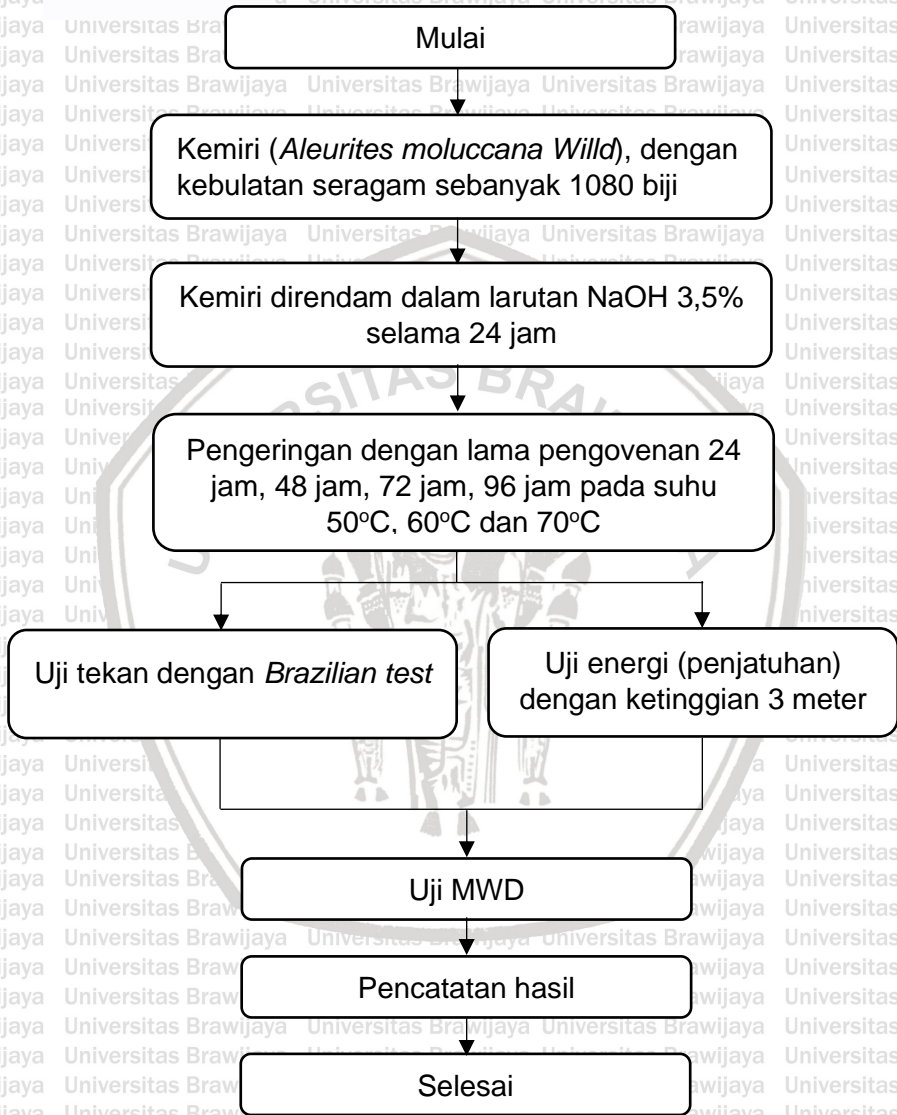 Mulai
Kemiri (Aleurites moluccana Willd), dengan
kebulatan seragam sebanyak 1080 biji
Kemiri direndam dalam larutan NaOH 3,5%
selama 24 jam
Pengeringan dengan lama pengovenan 24
jam, 48 jam, 72 jam, 96 jam pada suhu
50°C, 60°C dan 70°C
Uji tekan dengan Brazilian test
Uji energi (penjatuhan)
dengan ketinggian 3 meter
Uji MWD
Pencatatan hasil
Selesai